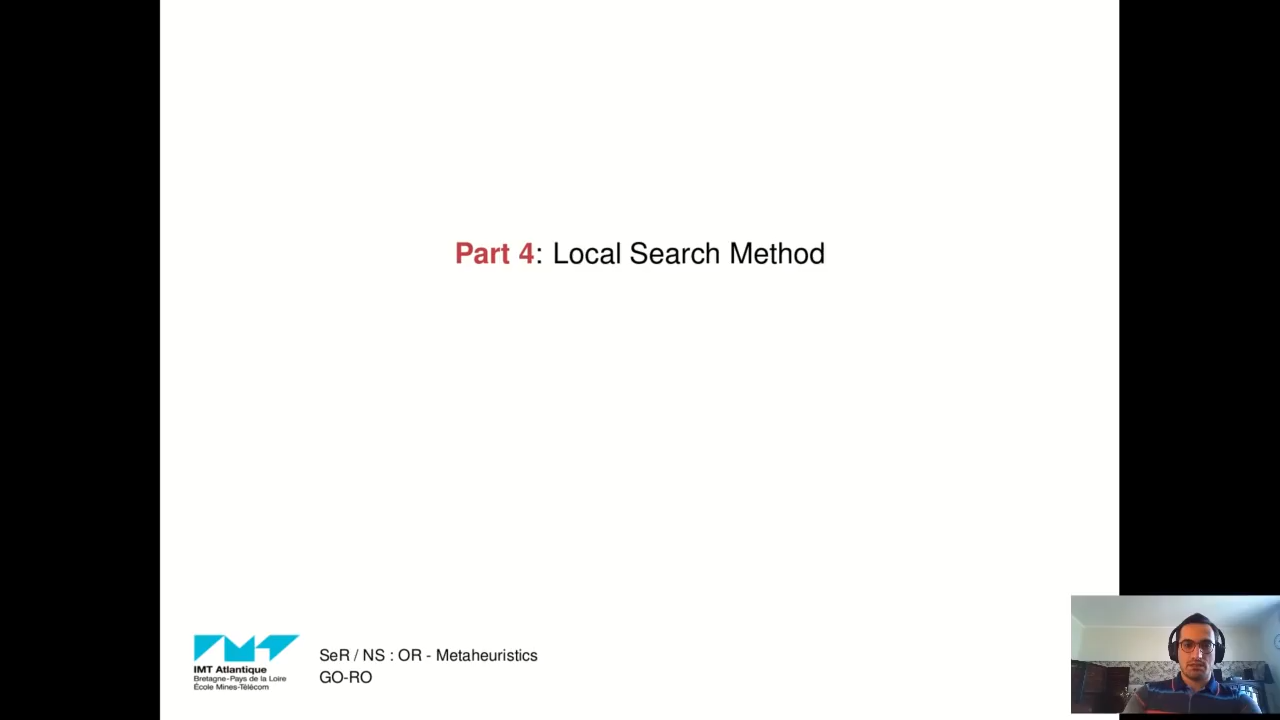 Part 4: Local Search Method
IMT Atlantique
Bretagne-Pays de la Loire
École Mines-Télécom
SeR / NS : OR - Metaheuristics
GO-RO